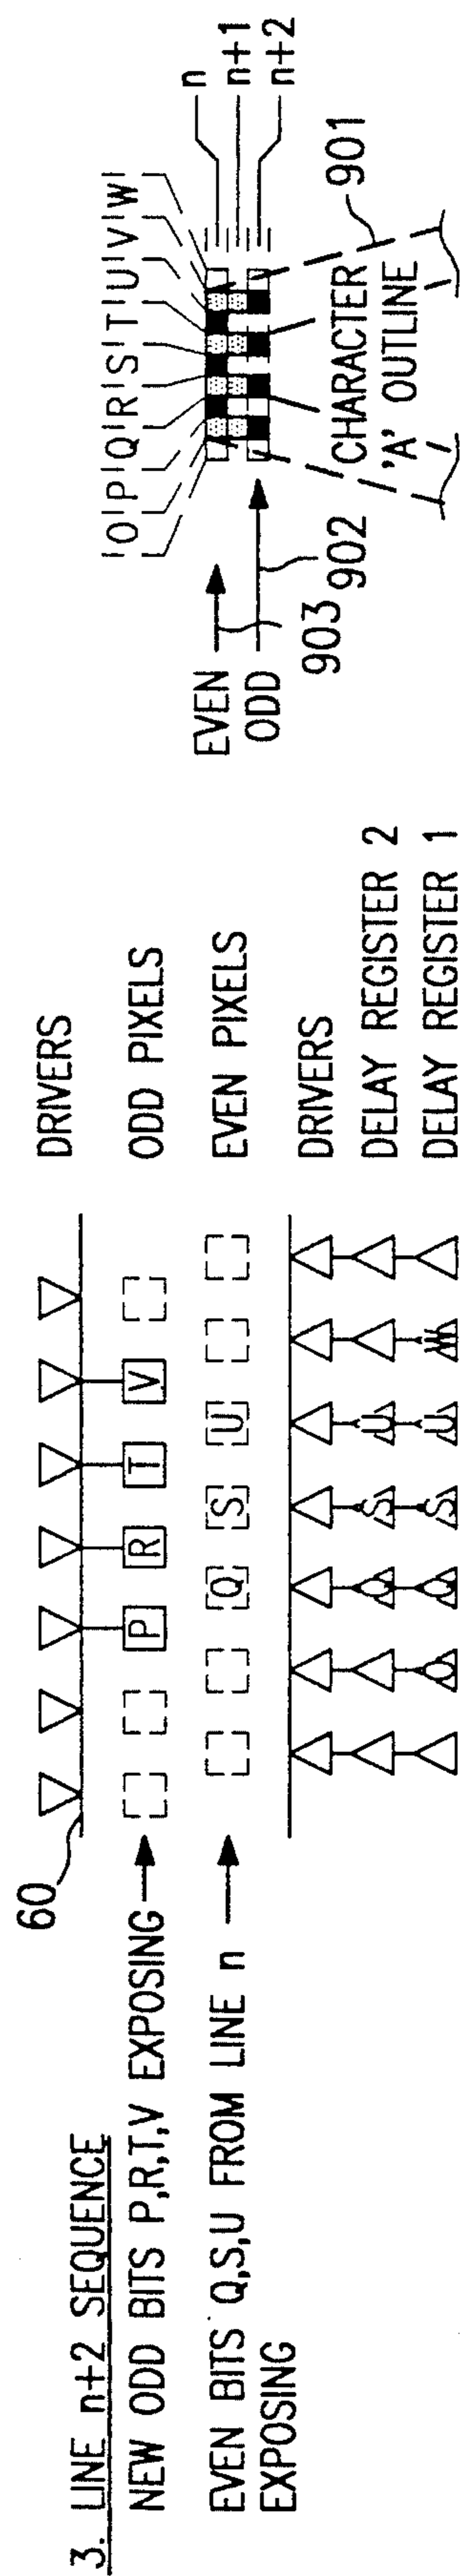 3. LINE n+2 SEQUENCE
NEW ODD BITS P,R,T,V EXPOSING
EVEN BITS Q,S,U FROM LINE n
EXPOSING
60
DRIVERS
P R T V
ODD PIXELS
Q S U
EVEN PIXELS
DRIVERS
Q S U
DELAY REGISTER 2
O Q S U W
DELAY REGISTER 1
O P Q R S T U V W
n
n+1
n+2
EVEN
ODD
903
902
901
CHARACTER
'A' OUTLINE